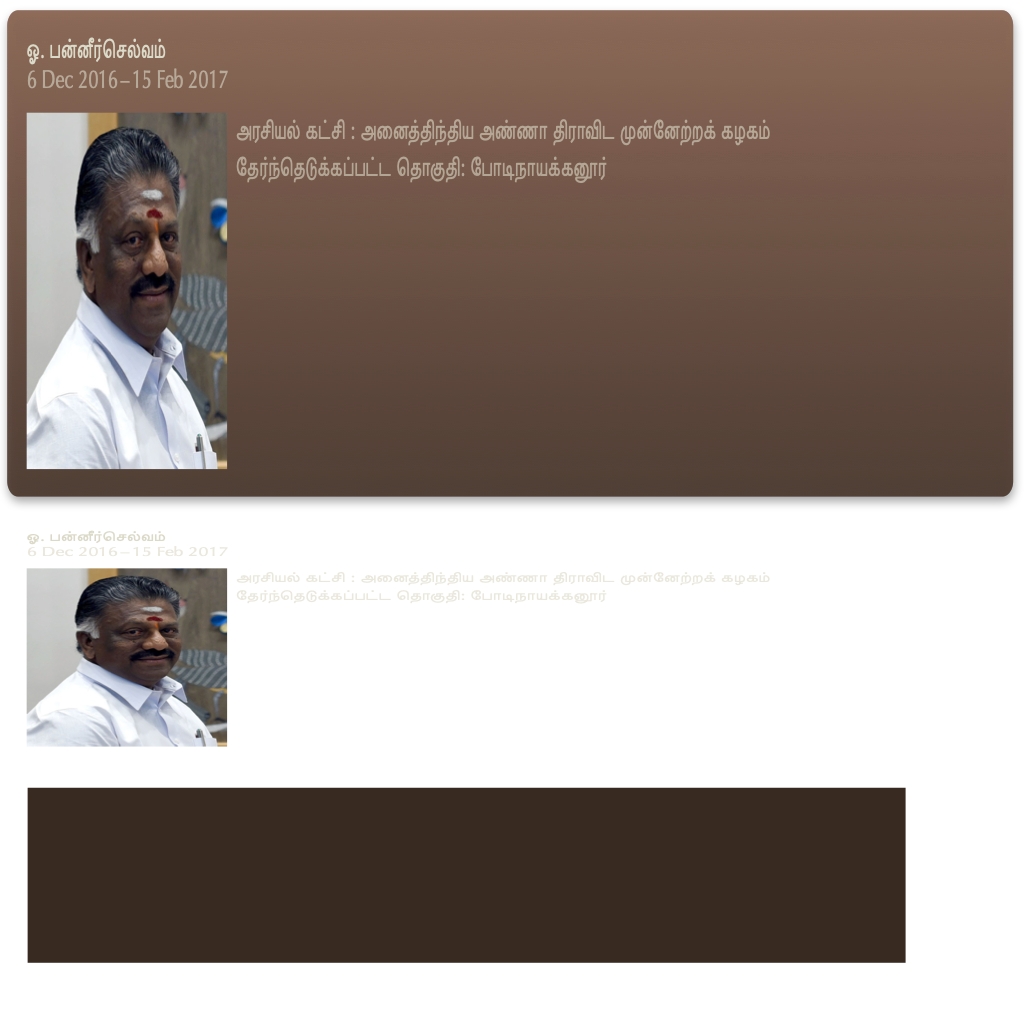 ஓ. பன்னீர்செல்வம்
6 Dec 2016–15 Feb 2017
அரசியல் கட்சி : அனைத்திந்திய அண்ணா திராவிட முன்னேற்றக் கழகம்
தேர்ந்தெடுக்கப்பட்ட தொகுதி: போடிநாயக்கனூர்
ஓ. பன்னீர்செல்வம்
6 Dec 2016–15 Feb 2017
அரசியல் கட்சி : அனைத்திந்திய அண்ணா திராவிட முன்னேற்றக் கழகம்
தேர்ந்தெடுக்கப்பட்ட தொகுதி: போடிநாயக்கனூர்